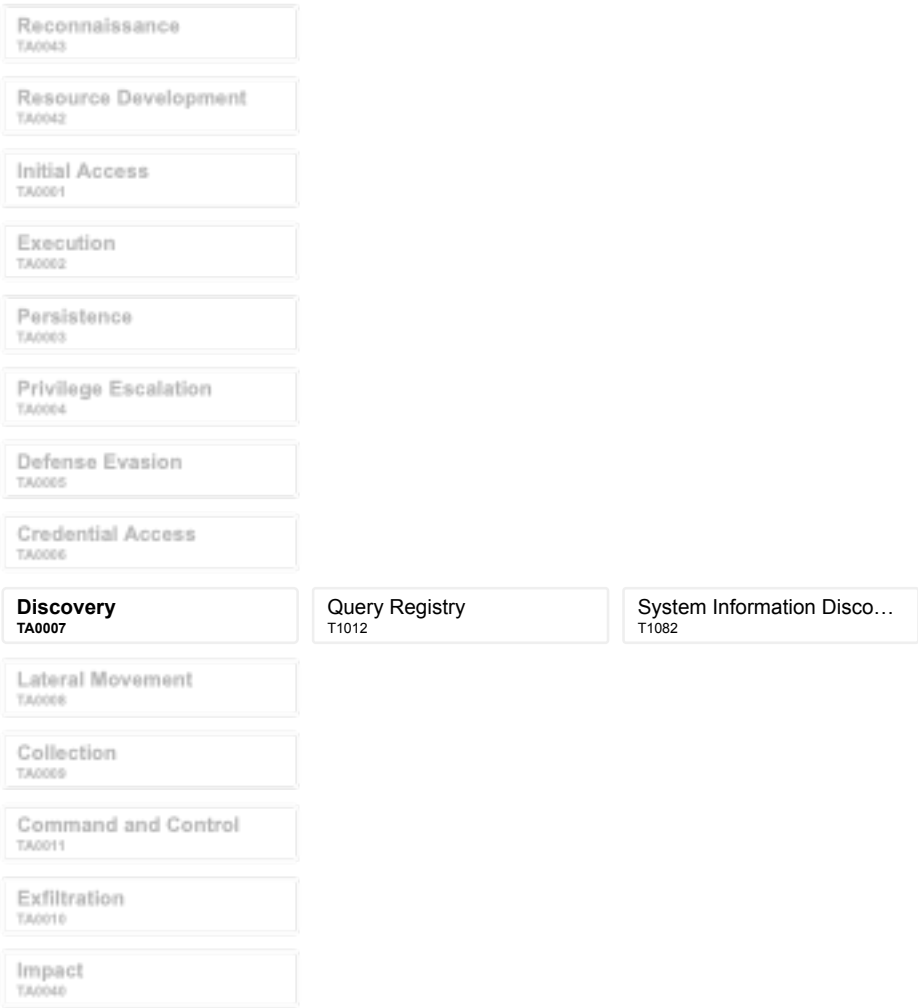 Reconnaissance
TA0043
Resource Development
TA0042
Initial Access
TA0001
Execution
TA0002
Persistence
TA0003
Privilege Escalation
TA0004
Defense Evasion
TA0005
Credential Access
TA0006
Discovery
TA0007
Query Registry
T1012
System Information Disco…
T1082
Lateral Movement
TA0008
Collection
TA0009
Command and Control
TA0011
Exfiltration
TA0010
Impact
TA0040